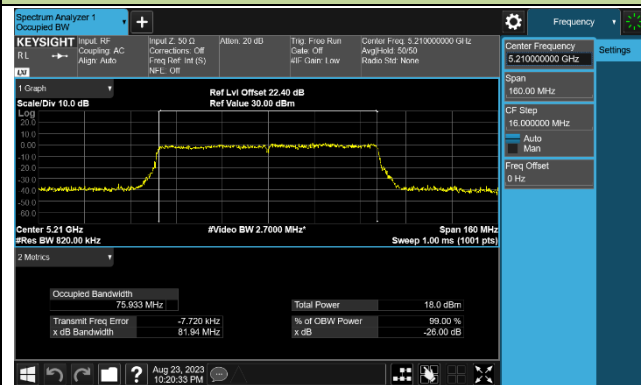 Spectrum Analyzer 1
Occupied BW
+
Frequency
KEYSIGHT
Input: RF
Coupling: AC
Align: Auto
Input Z: 50 Ω
Corrections: Off
Freq Ref: Int (S)
NFE: Off
Atten: 20 dB
Trig: Free Run
Gate: Off
#IF Gain: Low
Center Freq: 5.210000000 GHz
Avg|Hold: 50/50
Radio Std: None
RL
LXI
Center Frequency
5.210000000 GHz
Settings
Span
160.00 MHz
CF Step
16.000000 MHz
Auto
Man
Freq Offset
0 Hz
1 Graph
Scale/Div 10.0 dB
Ref Lvl Offset 22.40 dB
Ref Value 30.00 dBm
Log
20.0
10.0
0.00
-10.0
-20.0
-30.0
-40.0
-50.0
-60.0
Center 5.21 GHz
#Res BW 820.00 kHz
#Video BW 2.7000 MHz*
Span 160 MHz
Sweep 1.00 ms (1001 pts)
2 Metrics
Occupied Bandwidth
75.933 MHz
Transmit Freq Error -7.720 kHz
x dB Bandwidth 81.94 MHz
Total Power 18.0 dBm
% of OBW Power 99.00 %
x dB -26.00 dB
?
Aug 23, 2023
10:20:33 PM